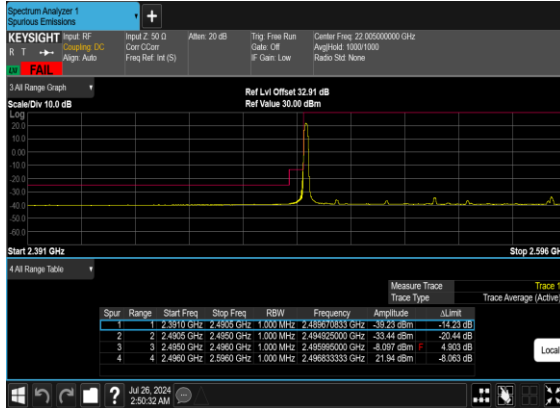 Spectrum Analyzer 1
Spurious Emissions
KEYSIGHT Input: RF Input Z: 50 Ω Atten: 20 dB Trig: Free Run Center Freq: 22.005000000 GHz
R T Coupling: DC Corr CCorr Gate: Off Avg|Hold: 1000/1000
Align: Auto Freq Ref: Int (S) IF Gain: Low Radio Std: None
FAIL
3 All Range Graph
Ref Lvl Offset 32.91 dB
Scale/Div 10.0 dB Ref Value 30.00 dBm
Log
20.0
10.0
0.00
-10.0
-20.0
-30.0
-40.0
-50.0
-60.0
Start 2.391 GHz Stop 2.596 GH
4 All Range Table
Measure Trace Trace 1
Trace Type Trace Average (Active)
Spur Range Start Freq Stop Freq RBW Frequency Amplitude ΔLimit
1 1 2.3910 GHz 2.4905 GHz 1.000 MHz 2.489670833 GHz -39.23 dBm -14.23 dB
2 2 2.4905 GHz 2.4950 GHz 1.000 MHz 2.494925000 GHz -33.44 dBm -20.44 dB
3 3 2.4950 GHz 2.4960 GHz 1.000 MHz 2.495995000 GHz -8.097 dBm F 4.903 dB
4 4 2.4960 GHz 2.5960 GHz 1.000 MHz 2.496833333 GHz 21.94 dBm -8.063 dB
Local
Jul 26, 2024
2:50:32 AM